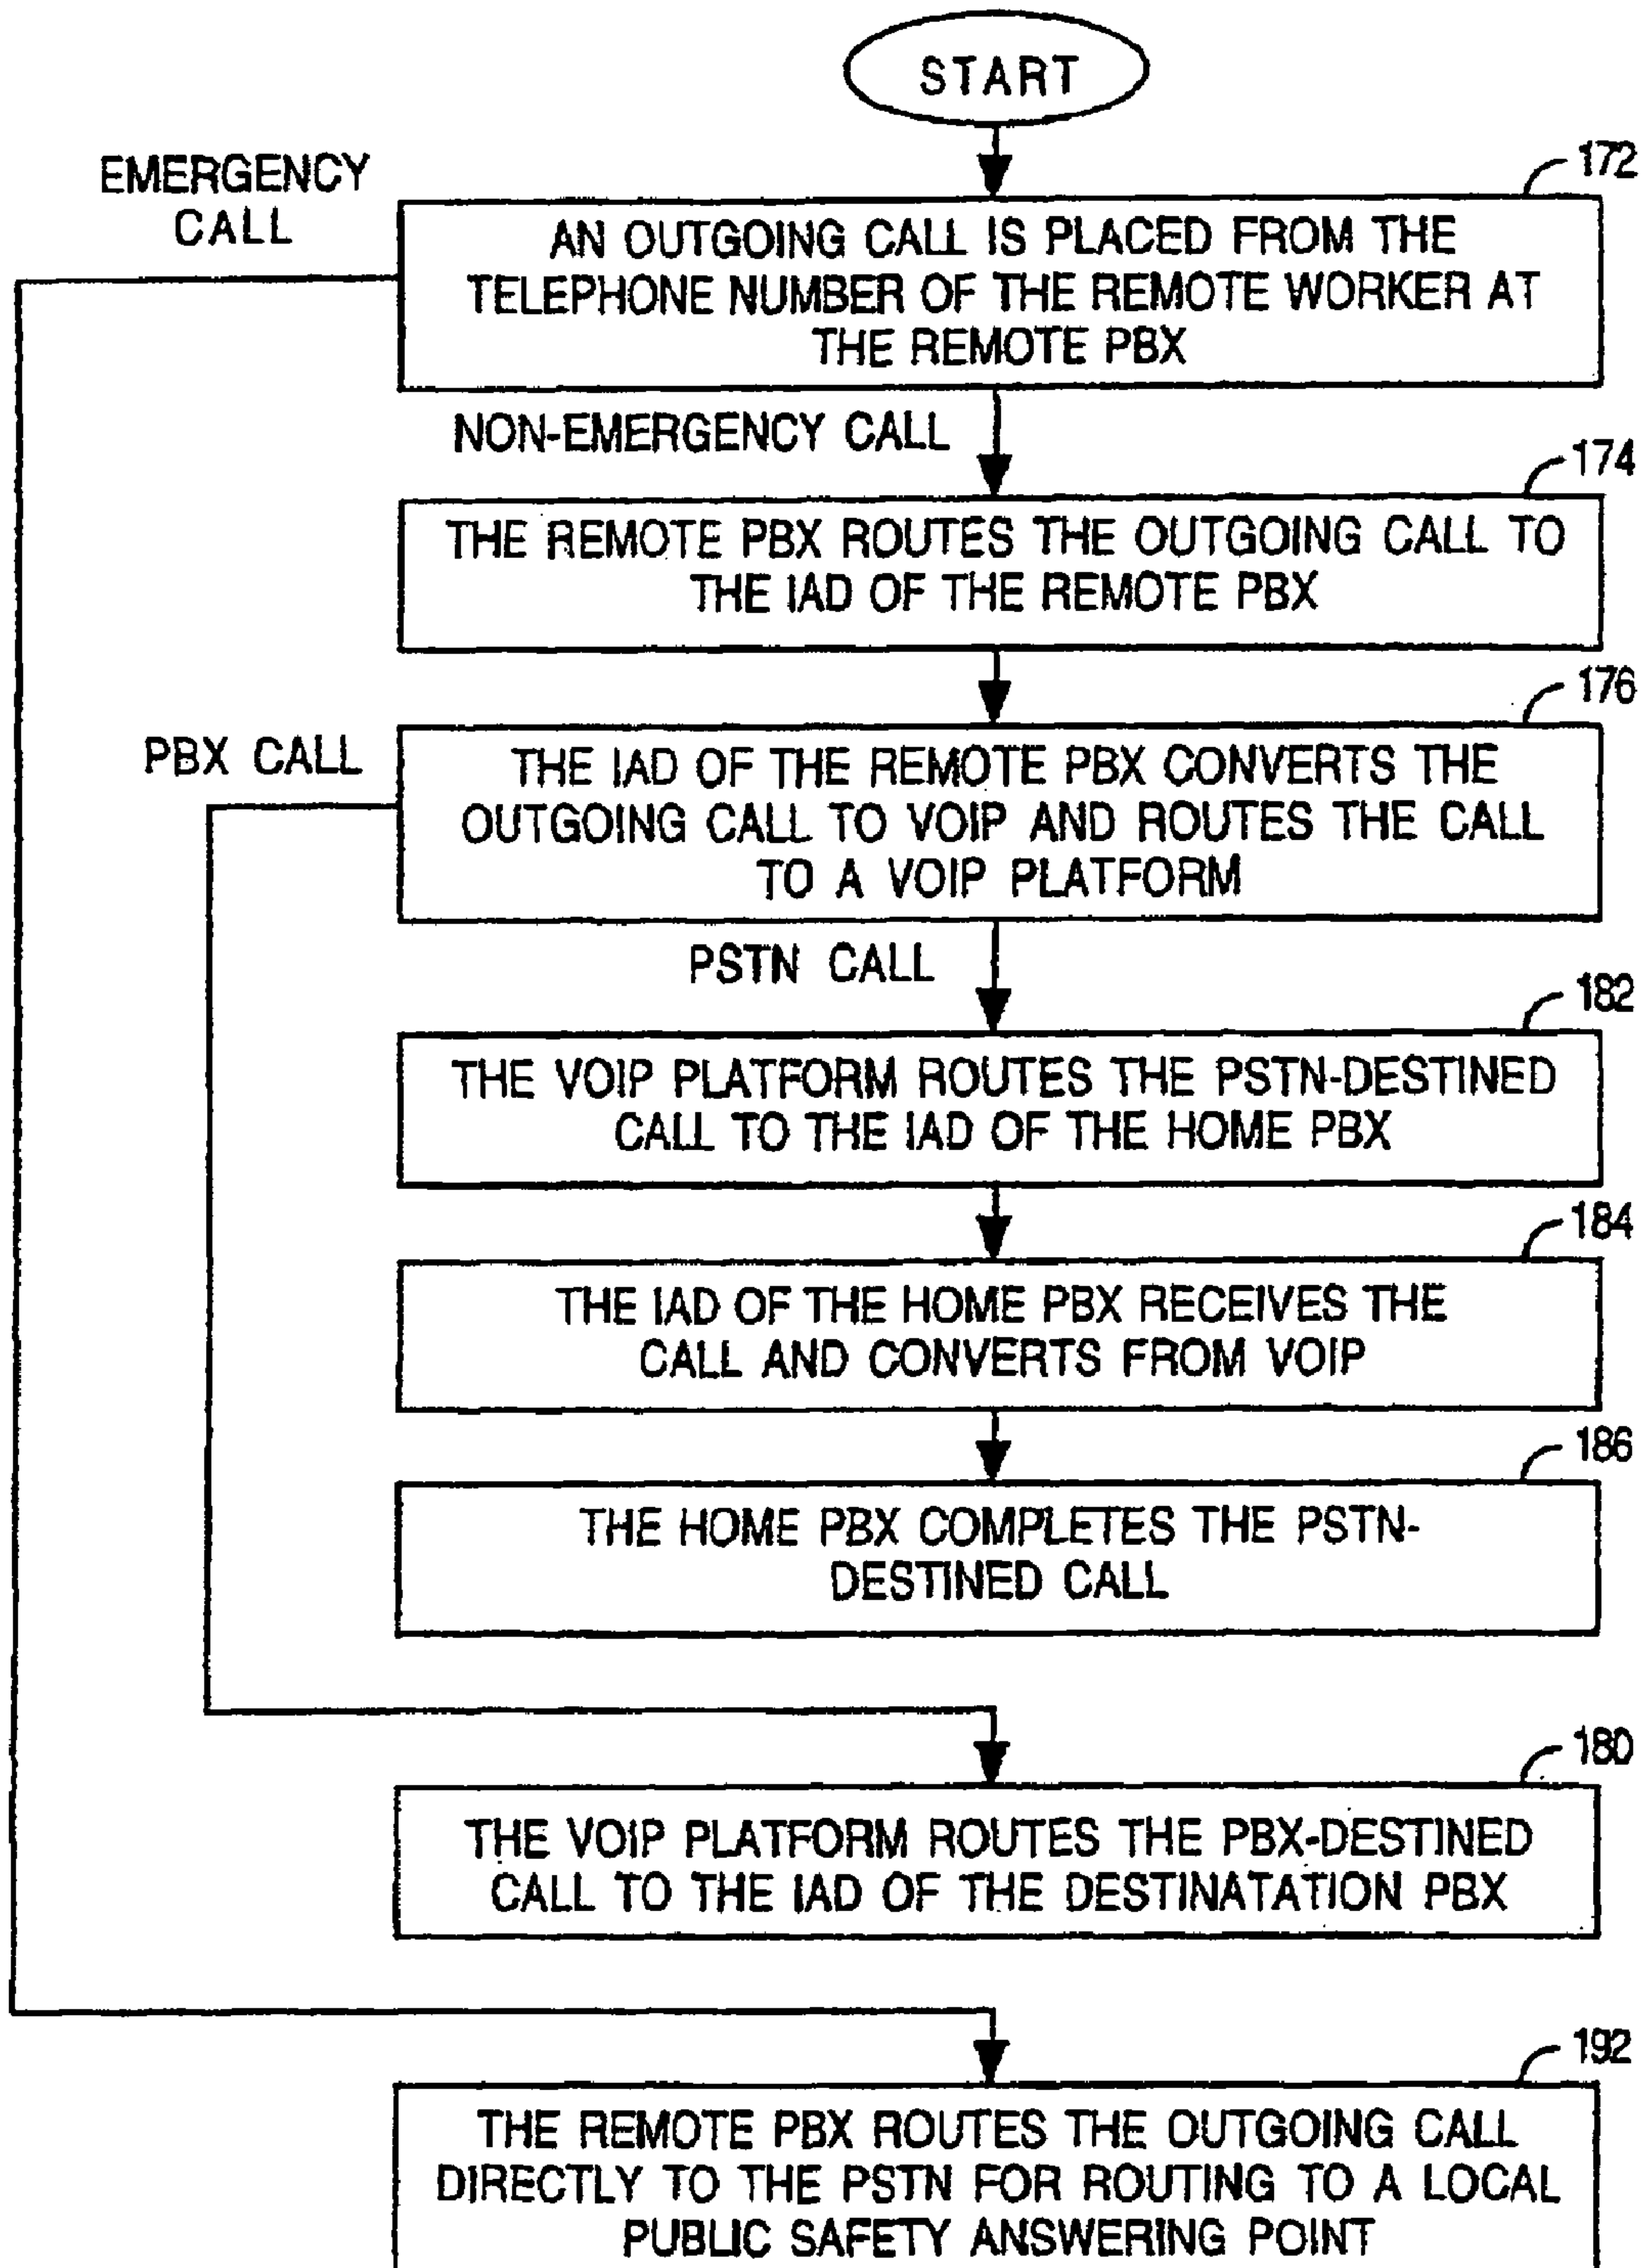 START
EMERGENCY
CALL
172
AN OUTGOING CALL IS PLACED FROM THE
TELEPHONE NUMBER OF THE REMOTE WORKER AT
THE REMOTE PBX
NON-EMERGENCY CALL
174
THE REMOTE PBX ROUTES THE OUTGOING CALL TO
THE IAD OF THE REMOTE PBX
176
PBX CALL
THE IAD OF THE REMOTE PBX CONVERTS THE
OUTGOING CALL TO VOIP AND ROUTES THE CALL
TO A VOIP PLATFORM
PSTN CALL
182
THE VOIP PLATFORM ROUTES THE PSTN-DESTINED
CALL TO THE IAD OF THE HOME PBX
184
THE IAD OF THE HOME PBX RECEIVES THE
CALL AND CONVERTS FROM VOIP
186
THE HOME PBX COMPLETES THE PSTN-
DESTINED CALL
180
THE VOIP PLATFORM ROUTES THE PBX-DESTINED
CALL TO THE IAD OF THE DESTINATATION PBX
192
THE REMOTE PBX ROUTES THE OUTGOING CALL
DIRECTLY TO THE PSTN FOR ROUTING TO A LOCAL
PUBLIC SAFETY ANSWERING POINT